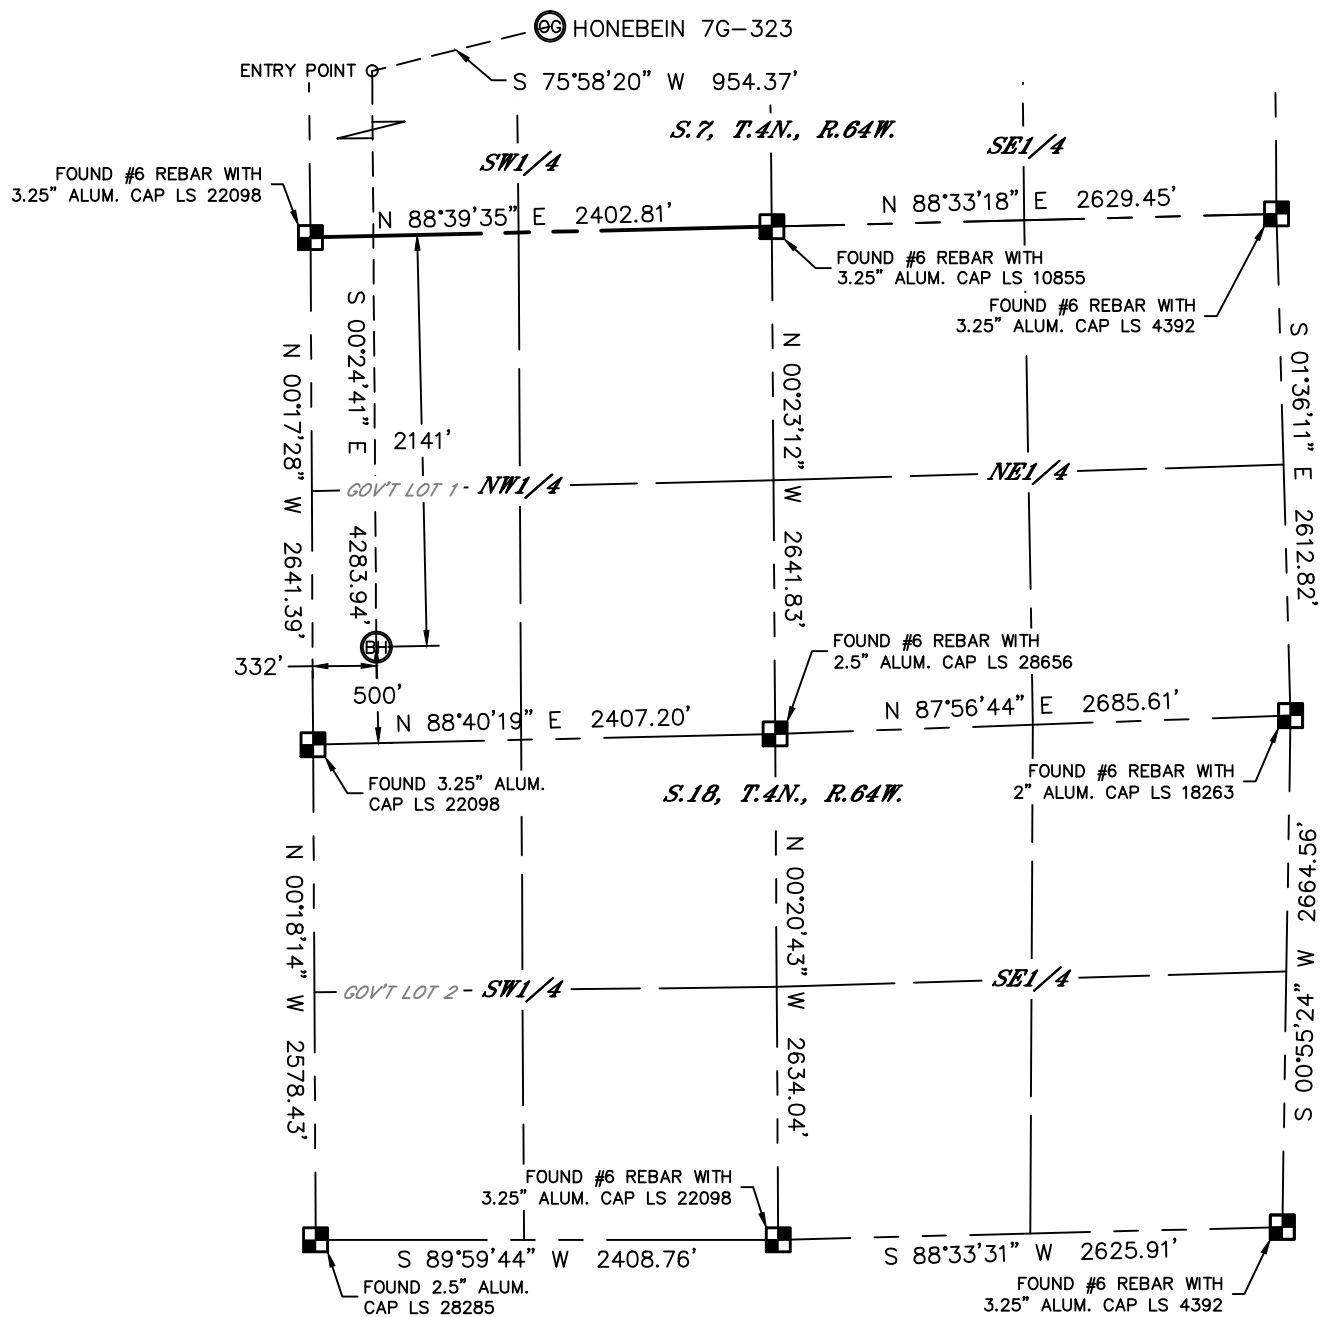 OG HONEBEIN 7G-323
ENTRY POINT
S 75°58'20" W 954.37'
S.7, T.4N., R.64W.
SW1/4
SE1/4
FOUND #6 REBAR WITH
3.25" ALUM. CAP LS 22098
N 88°39'35" E 2402.81'
N 88°33'18" E 2629.45'
FOUND #6 REBAR WITH
3.25" ALUM. CAP LS 10855
FOUND #6 REBAR WITH
3.25" ALUM. CAP LS 4392
N 00°17'28" W 2641.39'
S 00°24'41" E 4283.94'
2141'
N 00°23'12" W 2641.83'
S 01°36'11" E 2612.82'
GOV'T LOT 1
NW1/4
NE1/4
BH
332'
500'
FOUND #6 REBAR WITH
2.5" ALUM. CAP LS 28656
N 88°40'19" E 2407.20'
N 87°56'44" E 2685.61'
FOUND 3.25" ALUM.
CAP LS 22098
S.18, T.4N., R.64W.
FOUND #6 REBAR WITH
2" ALUM. CAP LS 18263
N 00°18'14" W 2578.43'
N 00°20'43" W 2634.04'
S 00°55'24" W 2664.56'
GOV'T LOT 2
SW1/4
SE1/4
FOUND #6 REBAR WITH
3.25" ALUM. CAP LS 22098
S 89°59'44" W 2408.76'
S 88°33'31" W 2625.91'
FOUND 2.5" ALUM.
CAP LS 28285
FOUND #6 REBAR WITH
3.25" ALUM. CAP LS 4392